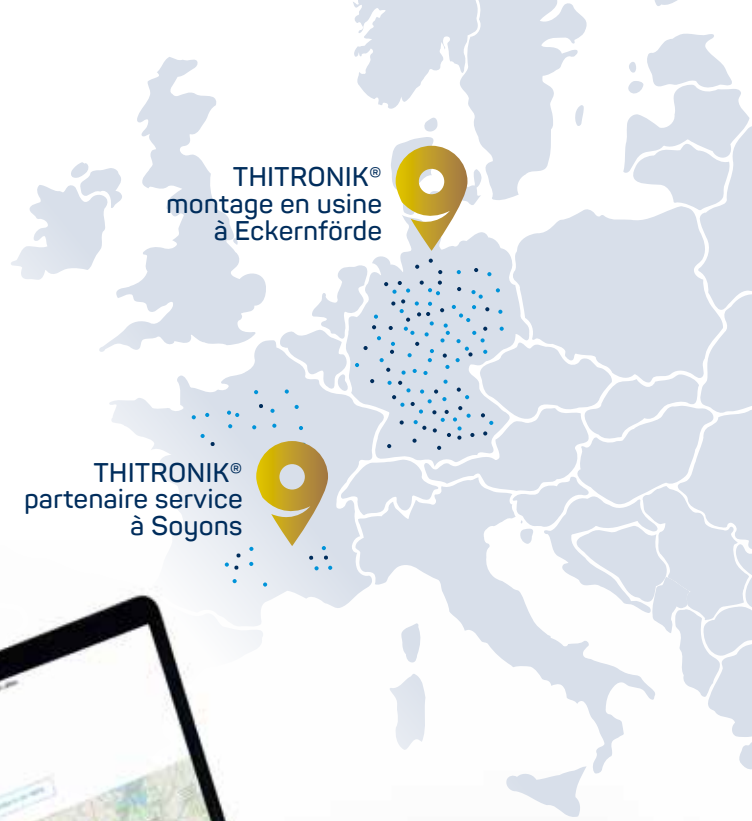 THITRONIK®
montage en usine
à Eckernförde
THITRONIK®
partenaire service
à Soyons